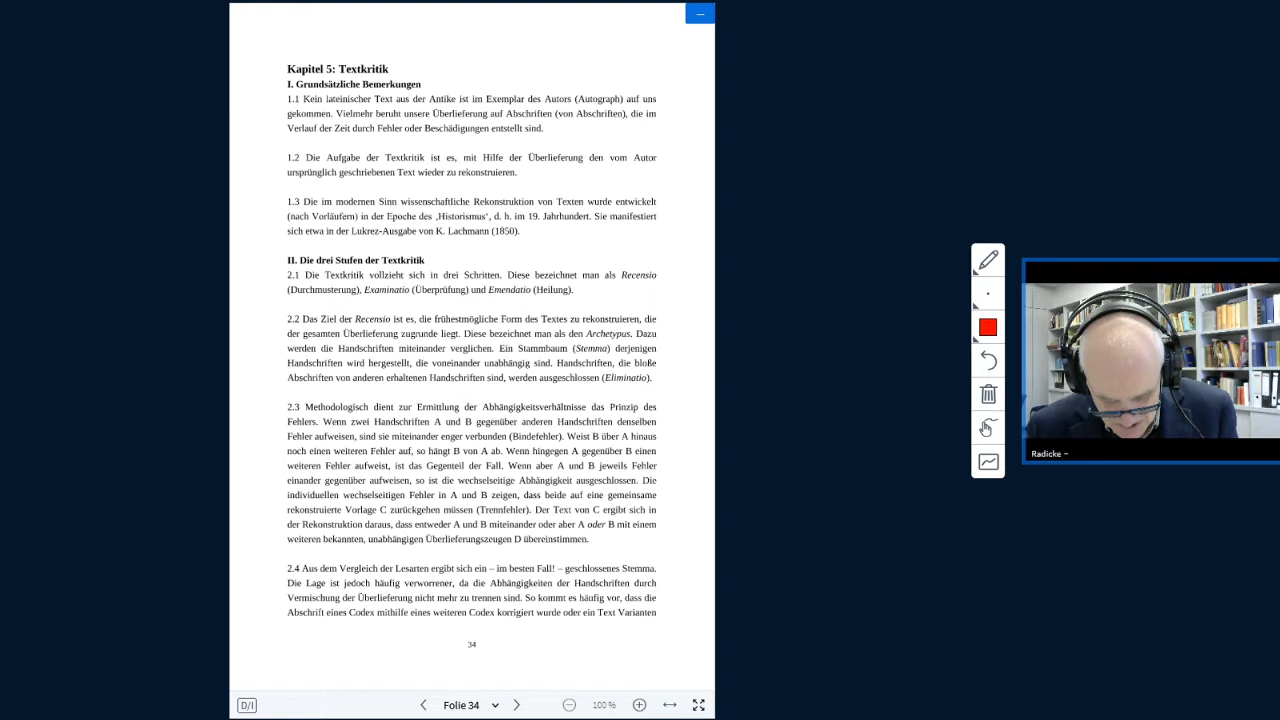 Kapitel 5: Textkritik
I. Grundsätzliche Bemerkungen
1.1 Kein lateinischer Text aus der Antike ist im Exemplar des Autors (Autograph) auf uns
gekommen. Vielmehr beruht unsere Überlieferung auf Abschriften (von Abschriften), die im
Verlauf der Zeit durch Fehler oder Beschädigungen entstellt sind.
1.2 Die Aufgabe der Textkritik ist es, mit Hilfe der Überlieferung den vom Autor
ursprünglich geschriebenen Text wieder zu rekonstruieren.
1.3 Die im modernen Sinn wissenschaftliche Rekonstruktion von Texten wurde entwickelt
(nach Vorläufern) in der Epoche des ‚Historismus‘, d. h. im 19. Jahrhundert. Sie manifestiert
sich etwa in der Lukrez-Ausgabe von K. Lachmann (1850).
II. Die drei Stufen der Textkritik
2.1 Die Textkritik vollzieht sich in drei Schritten. Diese bezeichnet man als Recensio
(Durchmusterung), Examinatio (Überprüfung) und Emendatio (Heilung).
2.2 Das Ziel der Recensio ist es, die frühestmögliche Form des Textes zu rekonstruieren, die
der gesamten Überlieferung zugrunde liegt. Diese bezeichnet man als den Archetypus. Dazu
werden die Handschriften miteinander verglichen. Ein Stammbaum (Stemma) derjenigen
Handschriften wird hergestellt, die voneinander unabhängig sind. Handschriften, die bloße
Abschriften von anderen erhaltenen Handschriften sind, werden ausgeschlossen (Eliminatio).
2.3 Methodologisch dient zur Ermittlung der Abhängigkeitsverhältnisse das Prinzip des
Fehlers. Wenn zwei Handschriften A und B gegenüber anderen Handschriften denselben
Fehler aufweisen, sind sie miteinander enger verbunden (Bindefehler). Weist B über A hinaus
noch einen weiteren Fehler auf, so hängt B von A ab. Wenn hingegen A gegenüber B einen
weiteren Fehler aufweist, ist das Gegenteil der Fall. Wenn aber A und B jeweils Fehler
einander gegenüber aufweisen, so ist die wechselseitige Abhängigkeit ausgeschlossen. Die
individuellen wechselseitigen Fehler in A und B zeigen, dass beide auf eine gemeinsame
rekonstruierte Vorlage C zurückgehen müssen (Trennfehler). Der Text von C ergibt sich in
der Rekonstruktion daraus, dass entweder A und B miteinander oder aber A oder B mit einem
weiteren bekannten, unabhängigen Überlieferungszeugen D übereinstimmen.
2.4 Aus dem Vergleich der Lesarten ergibt sich ein – im besten Fall! – geschlossenes Stemma.
Die Lage ist jedoch häufig verworrener, da die Abhängigkeiten der Handschriften durch
Vermischung der Überlieferung nicht mehr zu trennen sind. So kommt es häufig vor, dass die
Abschrift eines Codex mithilfe eines weiteren Codex korrigiert wurde oder ein Text Varianten
34
D/I
Folie 34
100 %
Radicke –